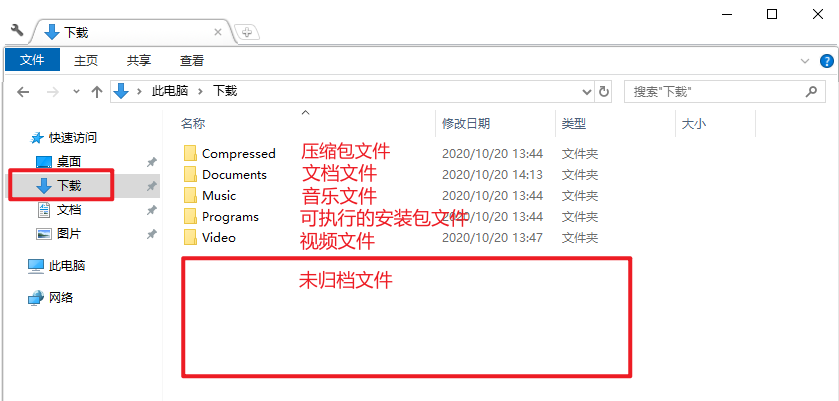 下载
文件 主页 共享 查看
此电脑 下载 搜索"下载"
名称 修改日期 类型 大小
快速访问
桌面
下载
文档
图片
此电脑
网络
Compressed 压缩包文件 2020/10/20 13:44 文件夹
Documents 文档文件 2020/10/20 14:13 文件夹
Music 音乐文件 2020/10/20 13:44 文件夹
Programs 可执行的安装包文件 2020/10/20 13:44 文件夹
Video 视频文件 2020/10/20 13:47 文件夹
未归档文件